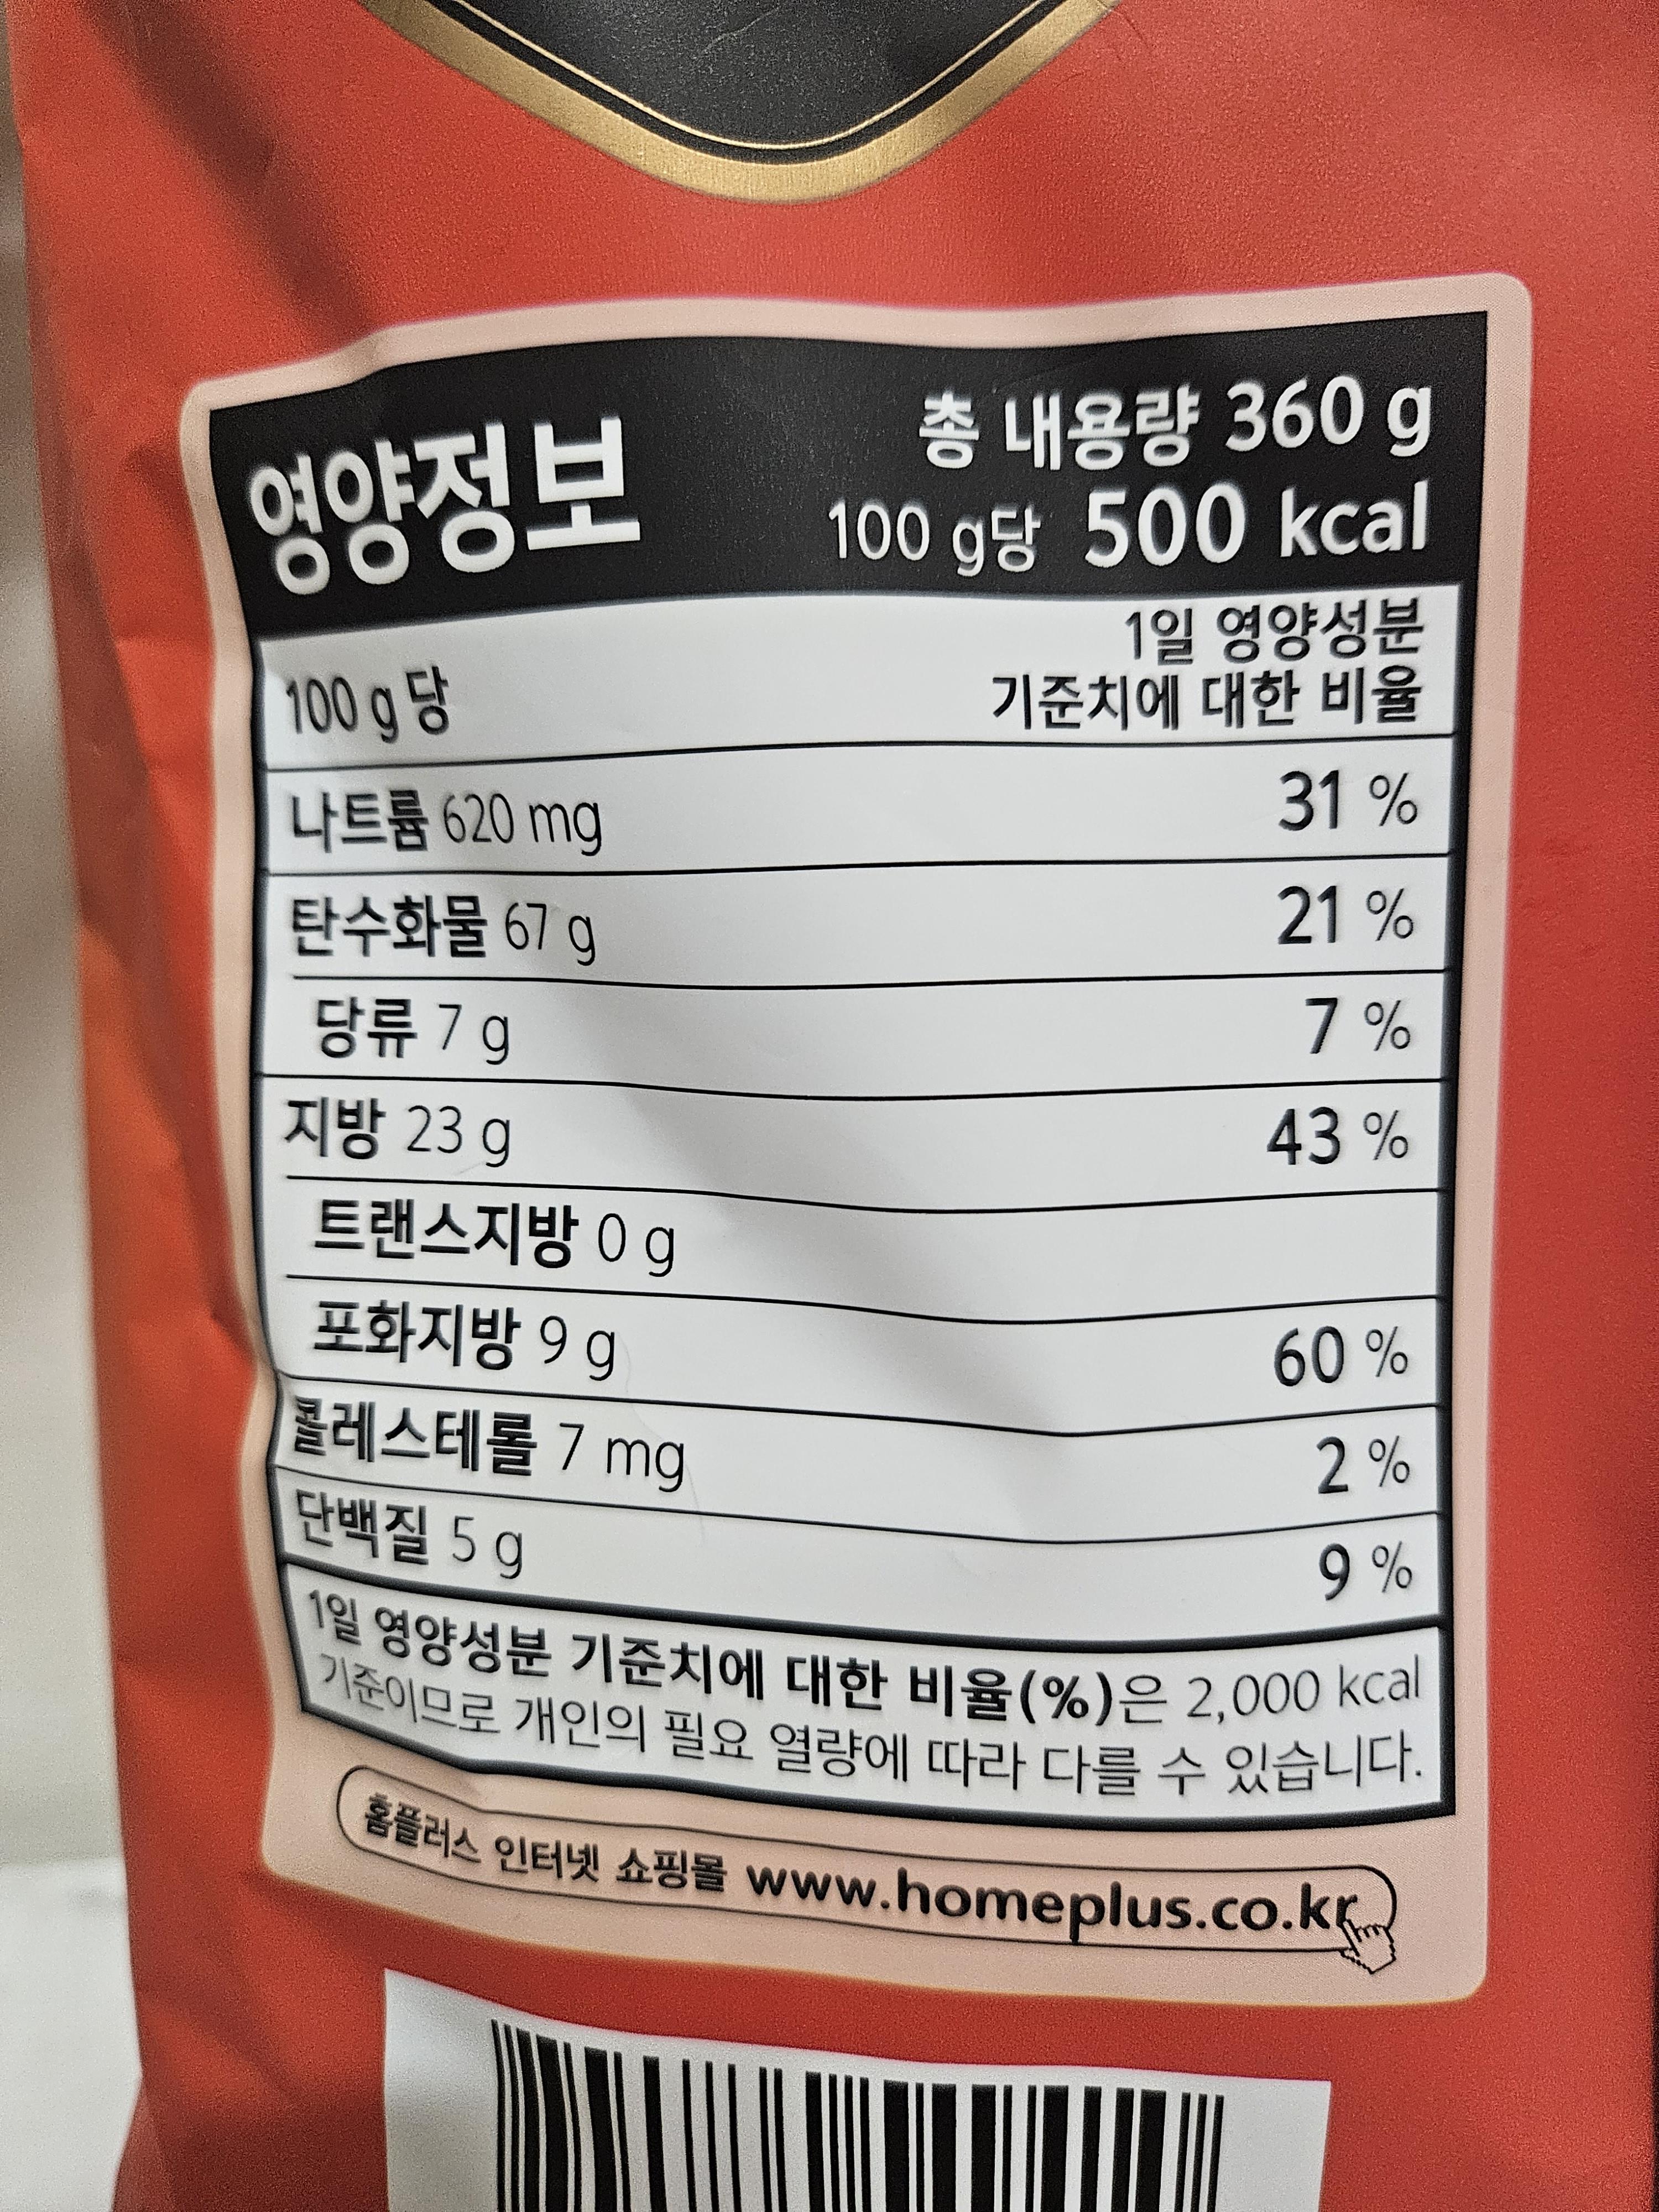 영양정보
총 내용량 360 g
100 g당 500 kcal
100 g당
1일 영양성분
기준치에 대한 비율
나트륨 620 mg 31 %
탄수화물 67 g 21 %
당류 7 g 7 %
지방 23 g 43 %
트랜스지방 0 g
포화지방 9 g 60 %
콜레스테롤 7 mg 2 %
단백질 5 g 9 %
1일 영양성분 기준치에 대한 비율(%)은 2,000 kcal
기준이므로 개인의 필요 열량에 따라 다를 수 있습니다.
홈플러스 인터넷 쇼핑몰 www.homeplus.co.kr